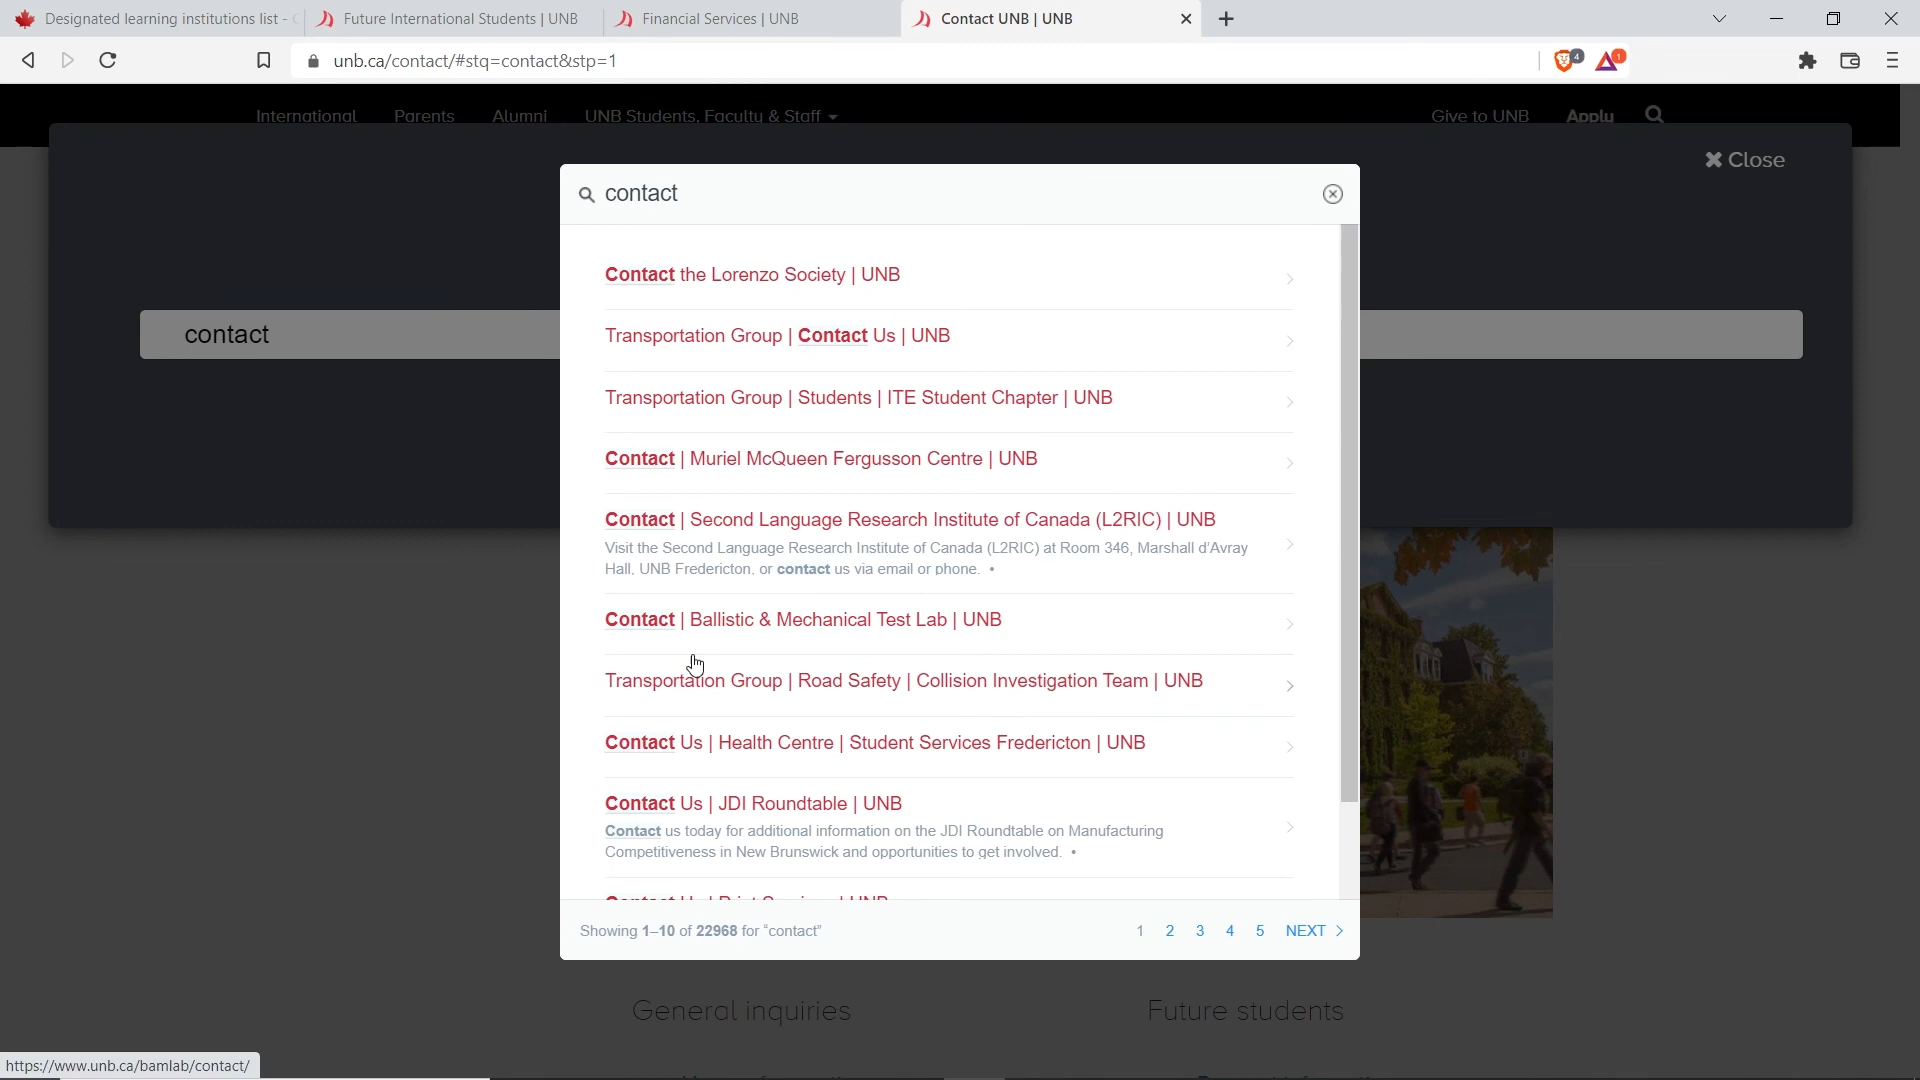 Designated learning institutions list -
Future International Students | UNB
Financial Services | UNB
Contact UNB | UNB
unb.ca/contact/#stq=contact&stp=1
4
1
International
Parents
Alumni
UNB Students, Faculty & Staff
Give to UNB
Apply
Close
contact
contact
Contact the Lorenzo Society | UNB
Transportation Group | Contact Us | UNB
Transportation Group | Students | ITE Student Chapter | UNB
Contact | Muriel McQueen Fergusson Centre | UNB
Contact | Second Language Research Institute of Canada (L2RIC) | UNB
Visit the Second Language Research Institute of Canada (L2RIC) at Room 346, Marshall d'Avray
Hall, UNB Fredericton, or contact us via email or phone. •
Contact | Ballistic & Mechanical Test Lab | UNB
Transportation Group | Road Safety | Collision Investigation Team | UNB
Contact Us | Health Centre | Student Services Fredericton | UNB
Contact Us | JDI Roundtable | UNB
Contact us today for additional information on the JDI Roundtable on Manufacturing
Competitiveness in New Brunswick and opportunities to get involved. •
Contact Us | Print Services | UNB
Showing 1–10 of 22968 for "contact"
1 2 3 4 5 NEXT >
General inquiries
Future students
https://www.unb.ca/bamlab/contact/